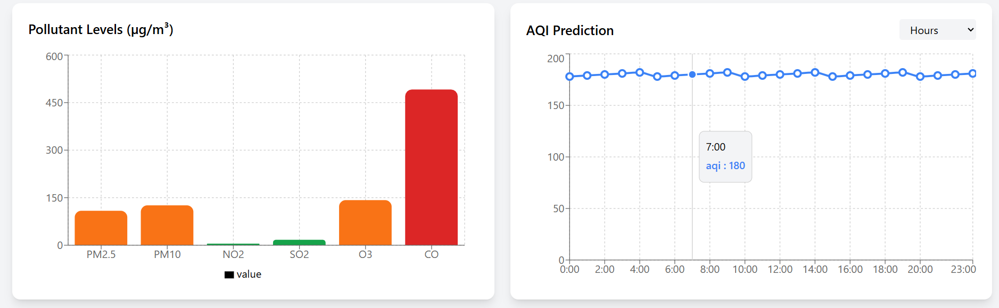 Pollutant Levels (µg/m³)
600
450
300
150
0
PM2.5 PM10 NO2 SO2 O3 CO
value
AQI Prediction
Hours
200
150
100
50
0
7:00
aqi : 180
0:00 2:00 4:00 6:00 8:00 10:00 12:00 14:00 16:00 18:00 20:00 23:00